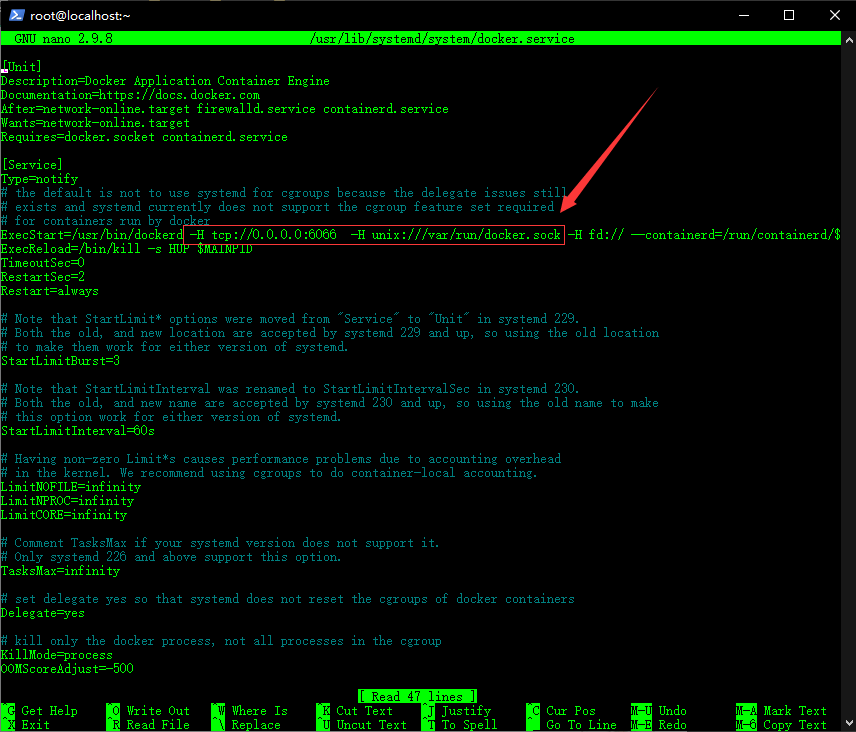 root@localhost:~
GNU nano 2.9.8 /usr/lib/systemd/system/docker.service
[Unit]
Description=Docker Application Container Engine
Documentation=https://docs.docker.com
After=network-online.target firewalld.service containerd.service
Wants=network-online.target
Requires=docker.socket containerd.service
[Service]
Type=notify
# the default is not to use systemd for cgroups because the delegate issues still
# exists and systemd currently does not support the cgroup feature set required
# for containers run by docker
ExecStart=/usr/bin/dockerd -H tcp://0.0.0.0:6066  -H unix:///var/run/docker.sock -H fd:// --containerd=/run/containerd/$
ExecReload=/bin/kill -s HUP $MAINPID
TimeoutSec=0
RestartSec=2
Restart=always
# Note that StartLimit* options were moved from "Service" to "Unit" in systemd 229.
# Both the old, and new location are accepted by systemd 229 and up, so using the old location
# to make them work for either version of systemd.
StartLimitBurst=3
# Note that StartLimitInterval was renamed to StartLimitIntervalSec in systemd 230.
# Both the old, and new name are accepted by systemd 230 and up, so using the old name to make
# this option work for either version of systemd.
StartLimitInterval=60s
# Having non-zero Limit*s causes performance problems due to accounting overhead
# in the kernel. We recommend using cgroups to do container-local accounting.
LimitNOFILE=infinity
LimitNPROC=infinity
LimitCORE=infinity
# Comment TasksMax if your systemd version does not support it.
# Only systemd 226 and above support this option.
TasksMax=infinity
# set delegate yes so that systemd does not reset the cgroups of docker containers
Delegate=yes
# kill only the docker process, not all processes in the cgroup
KillMode=process
OOMScoreAdjust=-500
[ Read 47 lines ]
^G Get Help ^O Write Out ^W Where Is ^K Cut Text ^J Justify ^C Cur Pos M-U Undo M-A Mark Text
^X Exit ^R Read File ^\ Replace ^U Uncut Text ^T To Spell ^_ Go To Line M-E Redo M-6 Copy Text